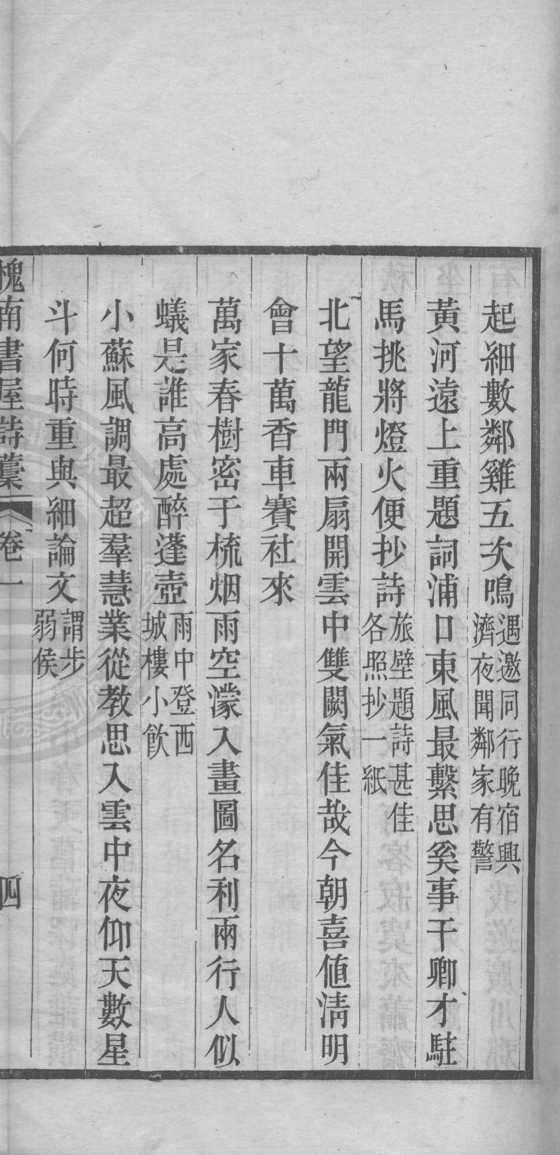 起細數鄰雞五次鳴遇邀同行晚宿興
濟夜聞鄰家有警
黃河遠上重題詞浦口東風最繫思奚事干卿才駐
馬挑將燈火便抄詩旅壁題詩甚佳
各照抄一紙
北望龍門兩扇開雲中雙闕氣佳哉今朝喜値淸明
會十萬香車賽社來
萬家春樹密于梳烟雨空濛入畫圖名利兩行人似
蟻是誰高處醉蓬壺雨中登西
城樓小飲
小蘇風調最超羣慧業從教思入雲中夜仰天數星
斗何時重與細論文謂步
弱侯
槐南書屋詩藳 卷一 四